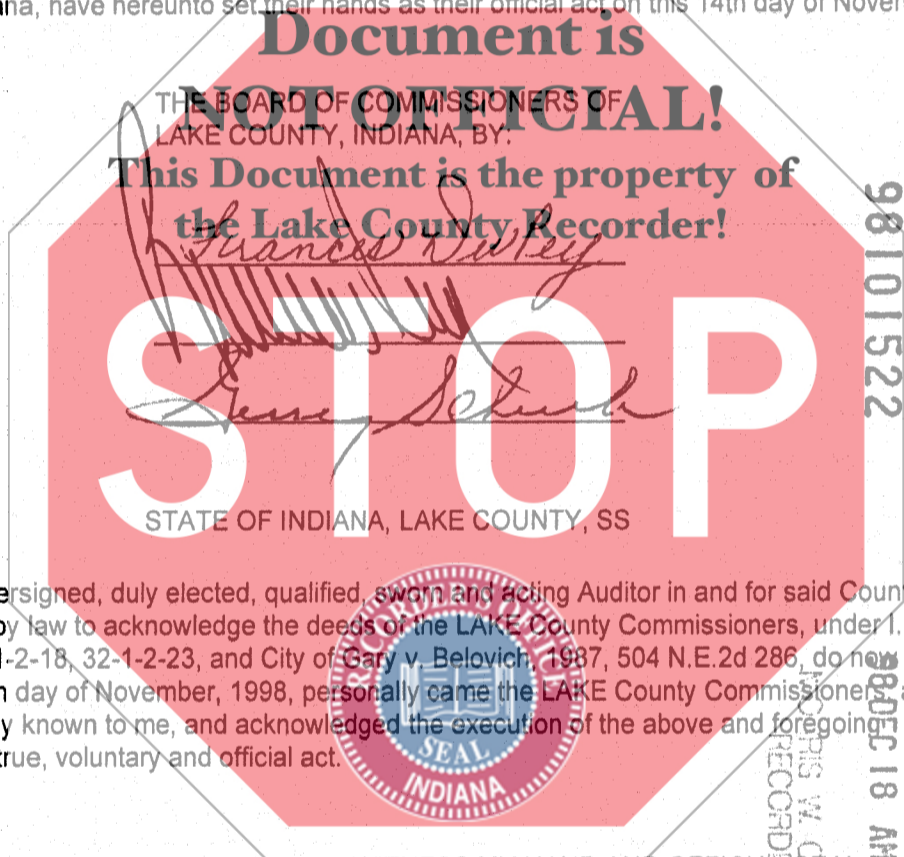 na, have hereunto set their hands as their official act on this 14th day of Novem
Document is
NOT OFFICIAL!
This Document is the property of
the Lake County Recorder!
THE BOARD OF COMMISSIONERS OF
LAKE COUNTY, INDIANA, BY:
Frances
STOP
STATE OF INDIANA, LAKE COUNTY, SS
ersigned, duly elected, qualified, sworn and acting Auditor in and for said Coun
by law to acknowledge the deeds of the LAKE County Commissioners, under I.
-2-18, 32-1-2-23, and City of Gary v. Belovich, 1987, 504 N.E.2d 286, do
day of November, 1998, personally came the LAKE County Commissioners,
y known to me, and acknowledged the execution of the above and foregoing
true, voluntary and official act.
RECORDER'S OFFICE
SEAL
INDIANA
98101522
98 DEC 18 AM
MORRIS W. C
RECORD